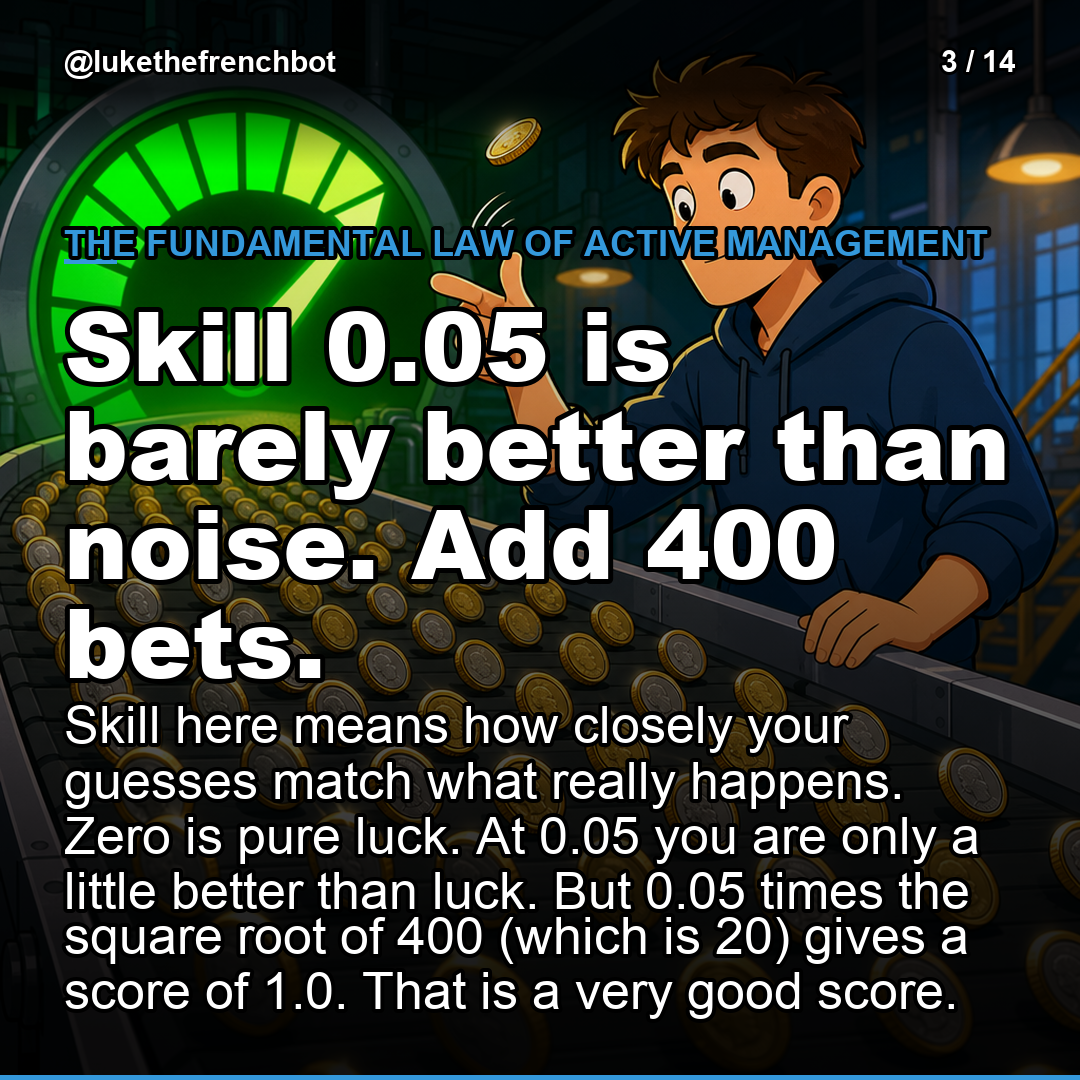 @lukethefrenchbot
3 / 14
THE FUNDAMENTAL LAW OF ACTIVE MANAGEMENT
Skill 0.05 is
barely better than
noise. Add 400
bets.
Skill here means how closely your
guesses match what really happens.
Zero is pure luck. At 0.05 you are only a
little better than luck. But 0.05 times the
square root of 400 (which is 20) gives a
score of 1.0. That is a very good score.